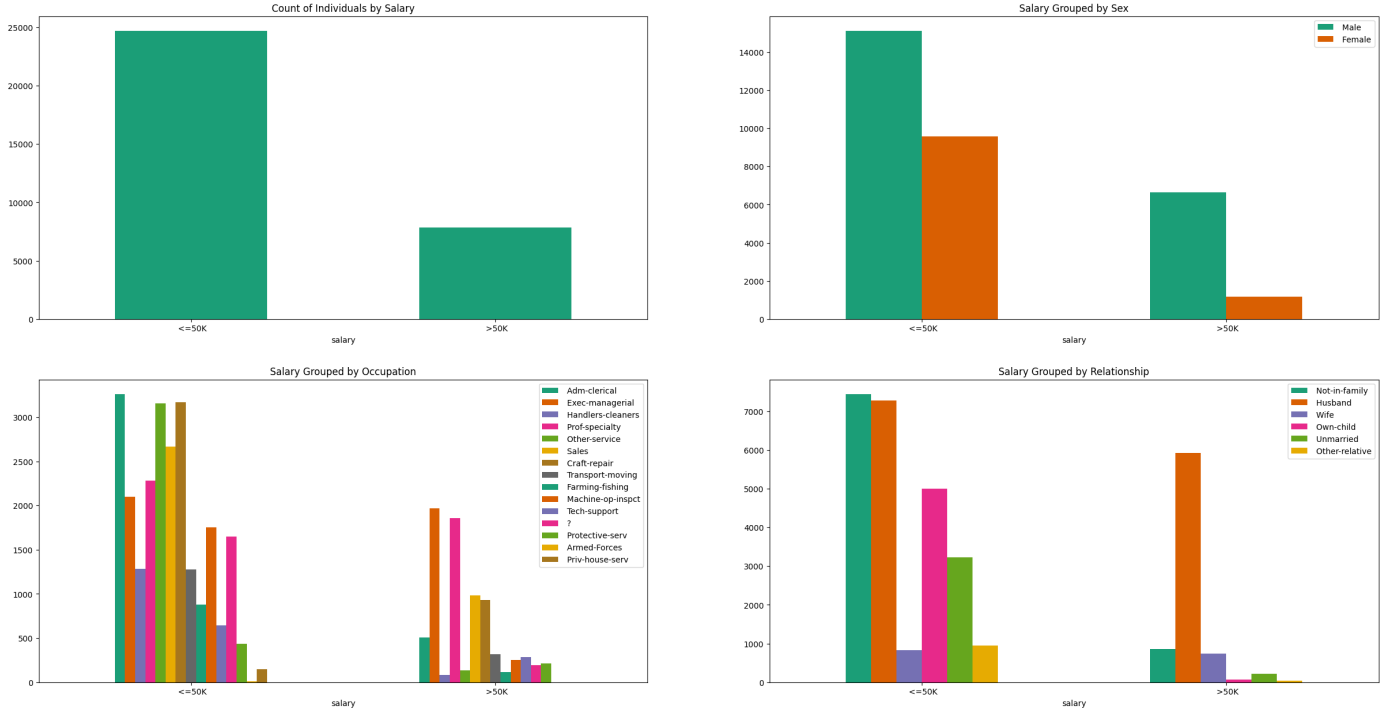 Count of Individuals by Salary
25000
20000
15000
10000
5000
0
<=50K
>50K
salary
Salary Grouped by Sex
Male
Female
14000
12000
10000
8000
6000
4000
2000
0
<=50K
>50K
salary
Salary Grouped by Occupation
Adm-clerical
Exec-managerial
Handlers-cleaners
Prof-specialty
Other-service
Sales
Craft-repair
Transport-moving
Farming-fishing
Machine-op-inspct
Tech-support
?
Protective-serv
Armed-Forces
Priv-house-serv
3000
2500
2000
1500
1000
500
0
<=50K
>50K
salary
Salary Grouped by Relationship
Not-in-family
Husband
Wife
Own-child
Unmarried
Other-relative
7000
6000
5000
4000
3000
2000
1000
0
<=50K
>50K
salary